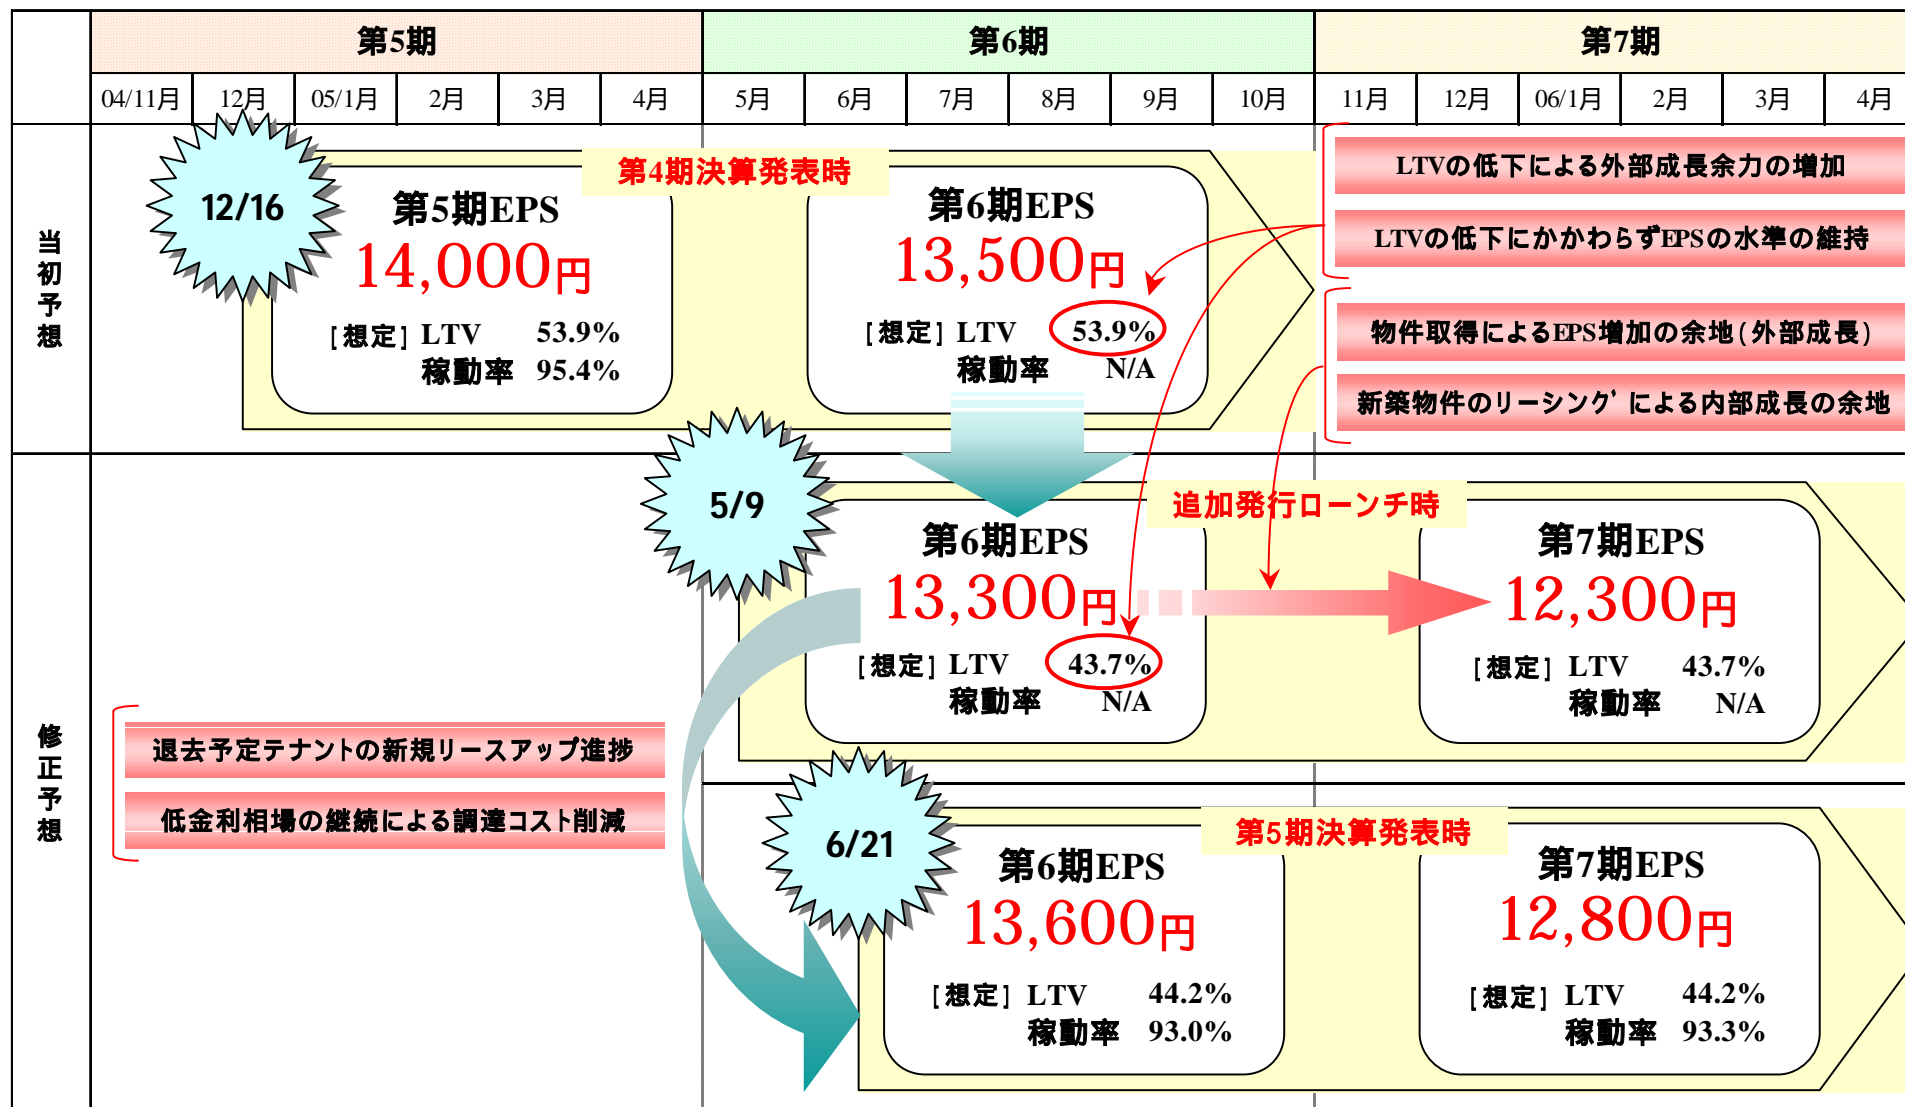 第5期
第6期
第7期
04/11月
12月
05/1月
2月
3月
4月
5月
6月
7月
8月
9月
10月
11月
12月
06/1月
2月
3月
4月
当初予想
12/16
第4期決算発表時
第5期EPS
14,000円
[想定] LTV 53.9%
稼動率 95.4%
第6期EPS
13,500円
[想定] LTV 53.9%
稼動率 N/A
LTVの低下による外部成長余力の増加
LTVの低下にかかわらずEPSの水準の維持
物件取得によるEPS増加の余地(外部成長)
新築物件のリーシング゙による内部成長の余地
修正予想
5/9
追加発行ローンチ時
第6期EPS
13,300円
[想定] LTV 43.7%
稼動率 N/A
第7期EPS
12,300円
[想定] LTV 43.7%
稼動率 N/A
退去予定テナントの新規リースアップ進捗
低金利相場の継続による調達コスト削減
6/21
第5期決算発表時
第6期EPS
13,600円
[想定] LTV 44.2%
稼動率 93.0%
第7期EPS
12,800円
[想定] LTV 44.2%
稼動率 93.3%